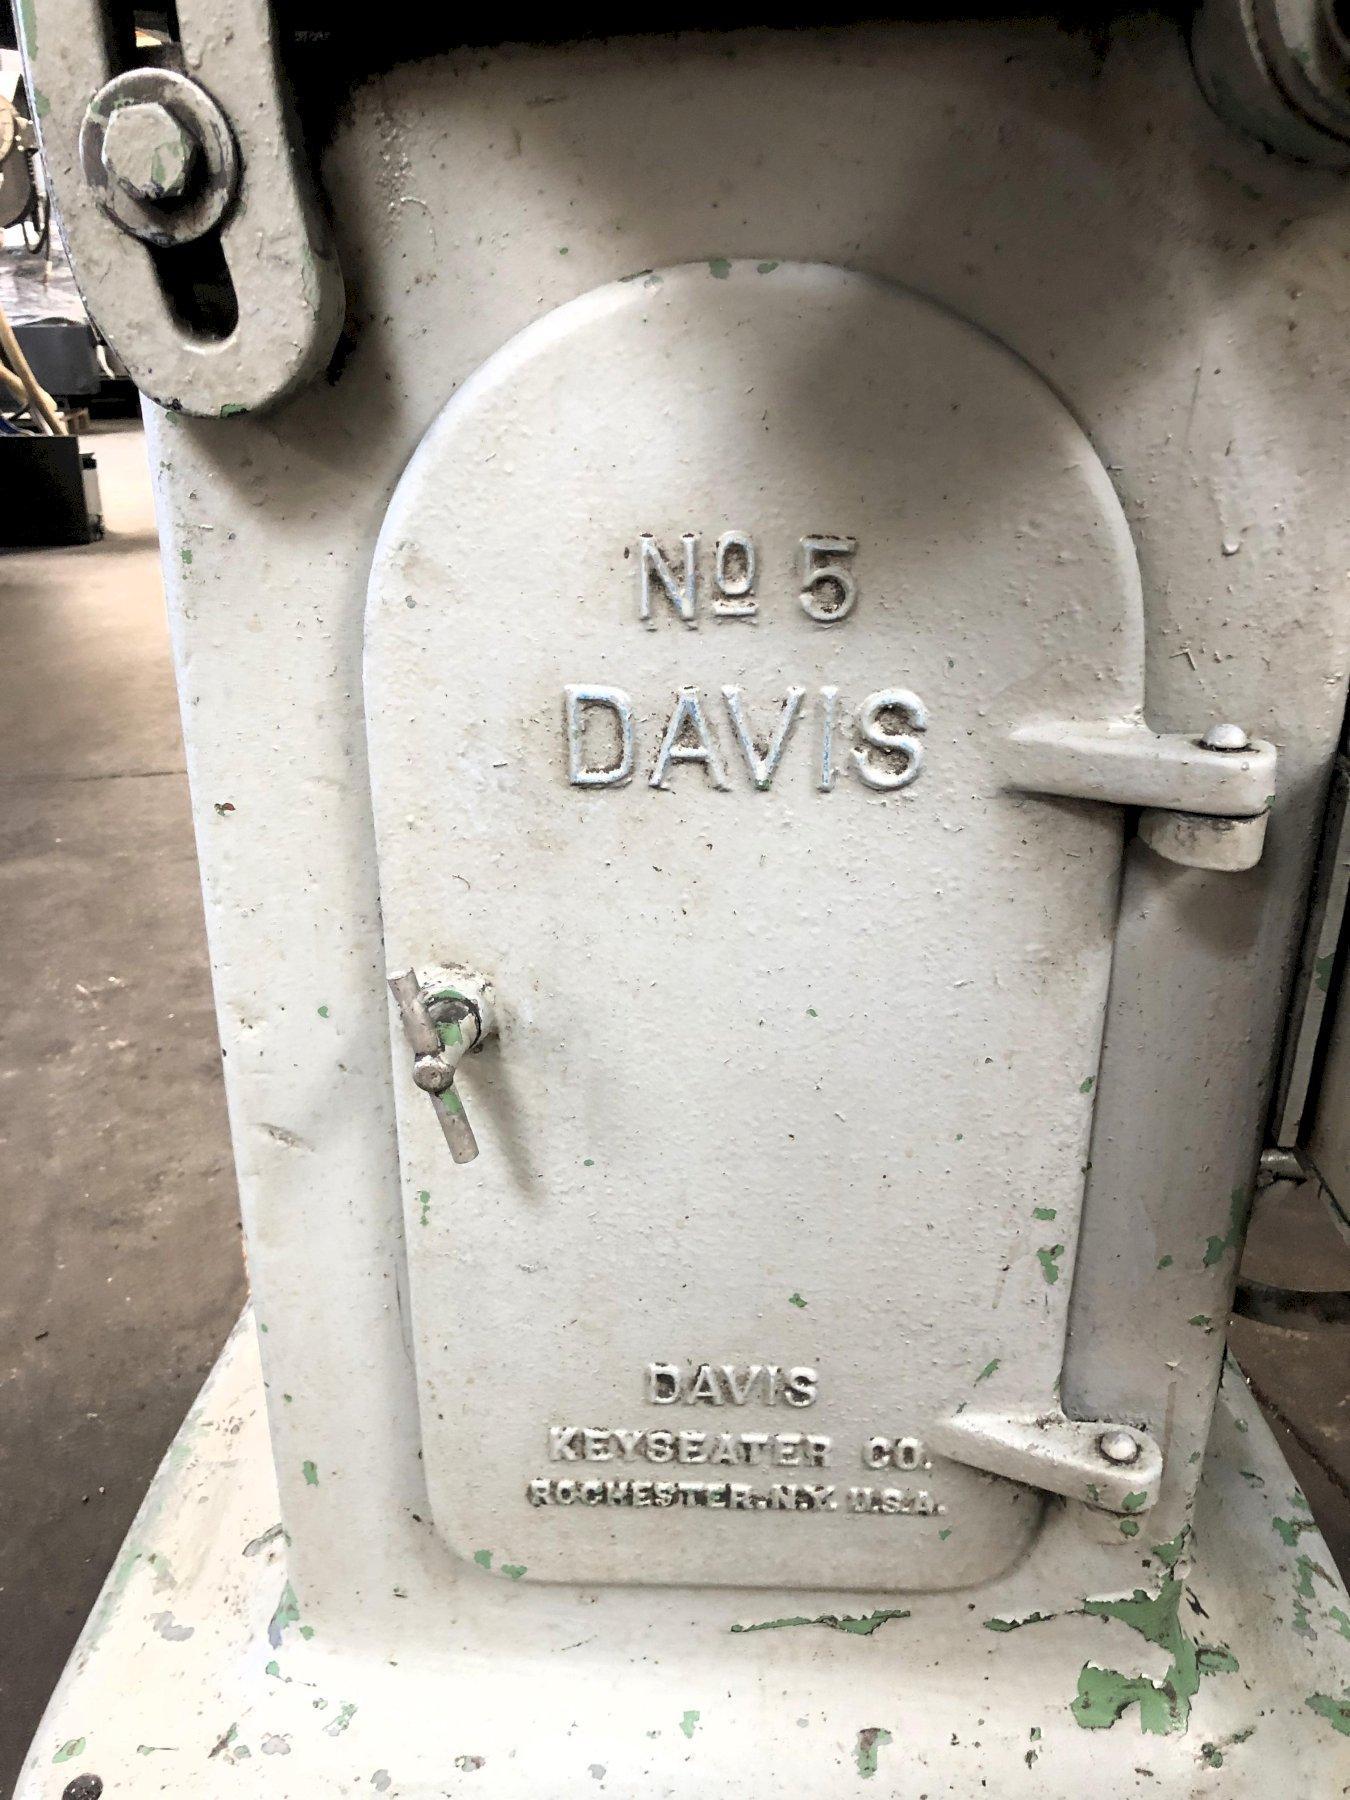 Nº 5
DAVIS
DAVIS
KEYSEATER CO.
ROCHESTER.N.Y. U.S.A.